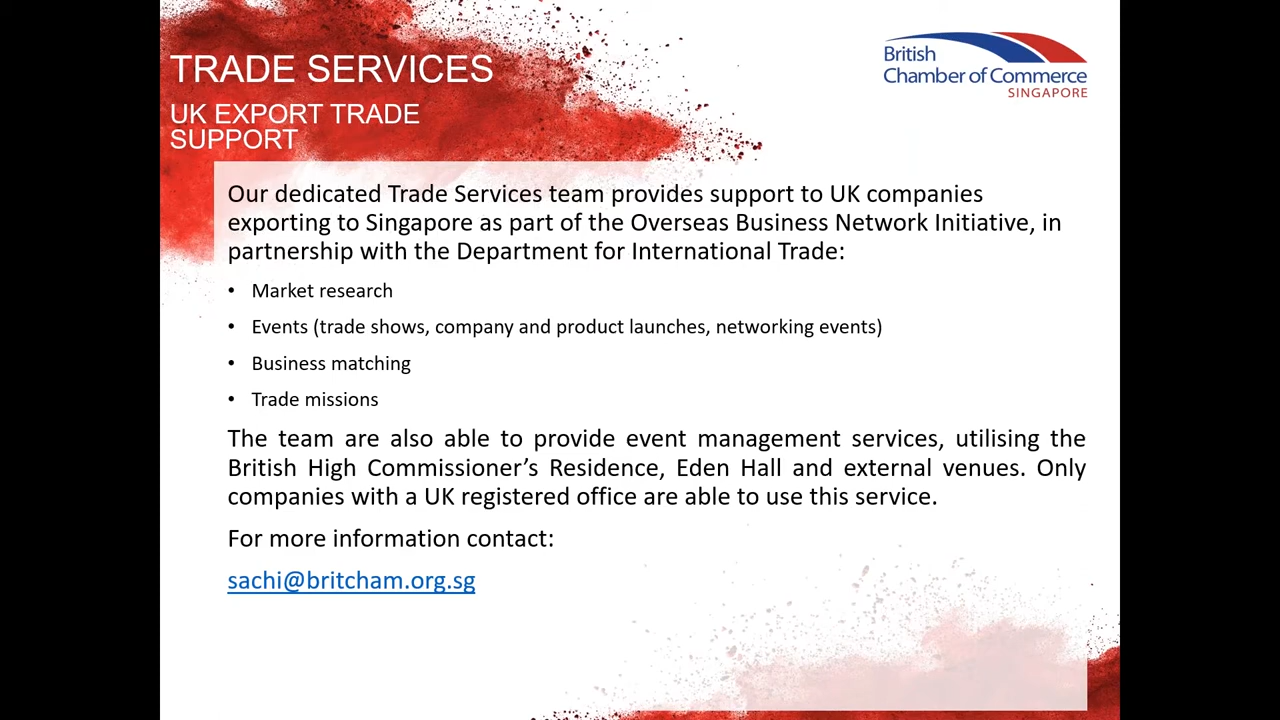 TRADE SERVICES
UK EXPORT TRADE
SUPPORT
British
Chamber of Commerce
SINGAPORE
Our dedicated Trade Services team provides support to UK companies
exporting to Singapore as part of the Overseas Business Network Initiative, in
partnership with the Department for International Trade:
• Market research
• Events (trade shows, company and product launches, networking events)
• Business matching
• Trade missions
The team are also able to provide event management services, utilising the
British High Commissioner’s Residence, Eden Hall and external venues. Only
companies with a UK registered office are able to use this service.
For more information contact:
sachi@britcham.org.sg